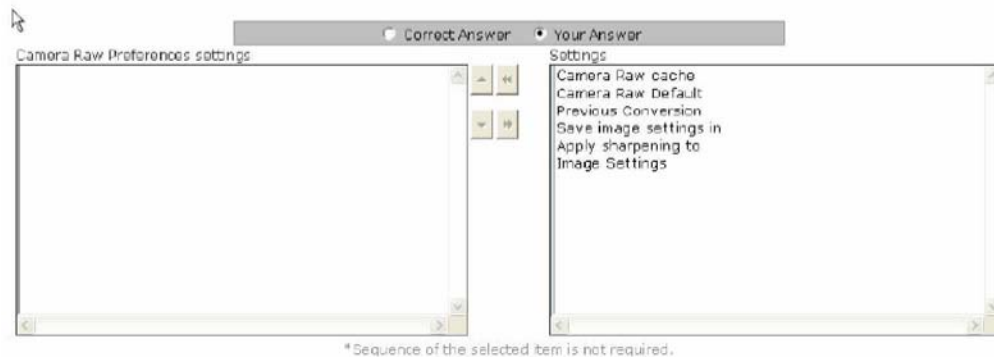 Correct Answer Your Answer
Camera Raw Preferences settings
Settings
Camera Raw cache
Camera Raw Default
Previous Conversion
Save image settings in
Apply sharpening to
Image Settings
*Sequence of the selected item is not required.